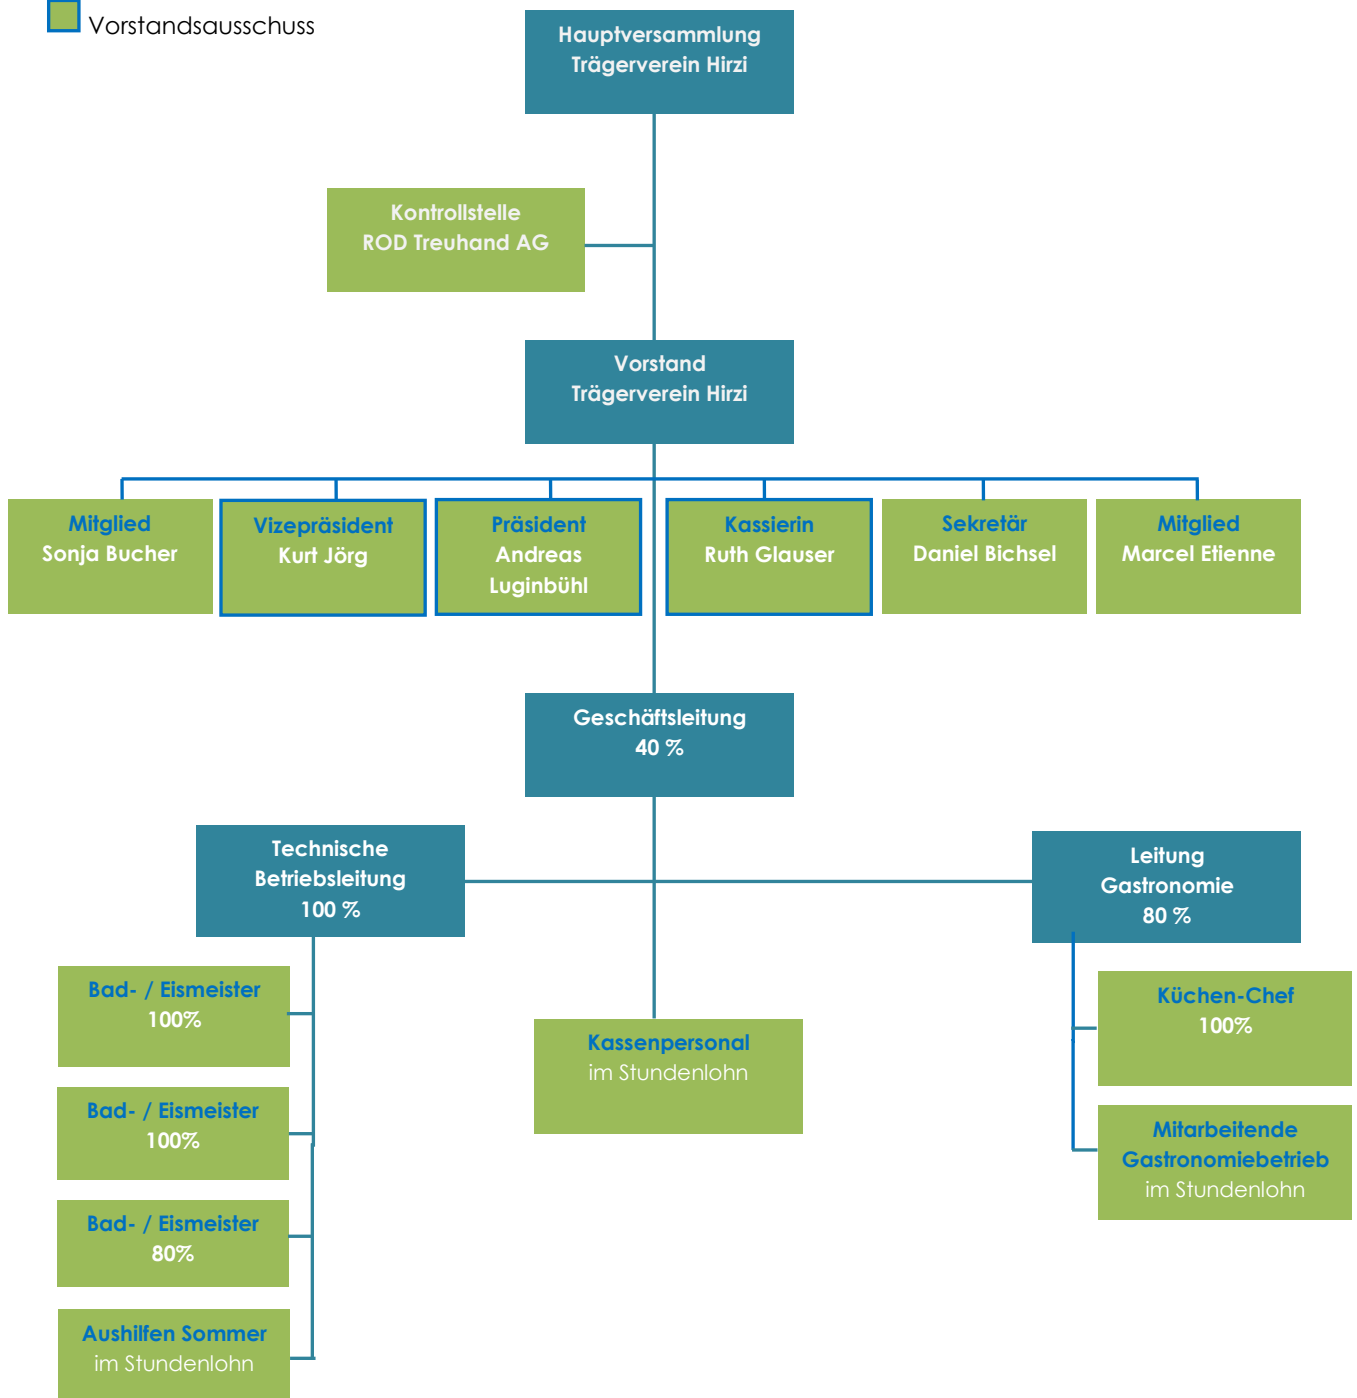 Vorstandsausschuss
Hauptversammlung
Trägerverein Hirzi
Kontrollstelle
ROD Treuhand AG
Vorstand
Trägerverein Hirzi
Mitglied
Sonja Bucher
Vizepräsident
Kurt Jörg
Präsident
Andreas
Luginbühl
Kassierin
Ruth Glauser
Sekretär
Daniel Bichsel
Mitglied
Marcel Etienne
Geschäftsleitung
40 %
Technische
Betriebsleitung
100 %
Leitung
Gastronomie
80 %
Bad- / Eismeister
100%
Bad- / Eismeister
100%
Bad- / Eismeister
80%
Aushilfen Sommer
im Stundenlohn
Kassenpersonal
im Stundenlohn
Küchen-Chef
100%
Mitarbeitende
Gastronomiebetrieb
im Stundenlohn